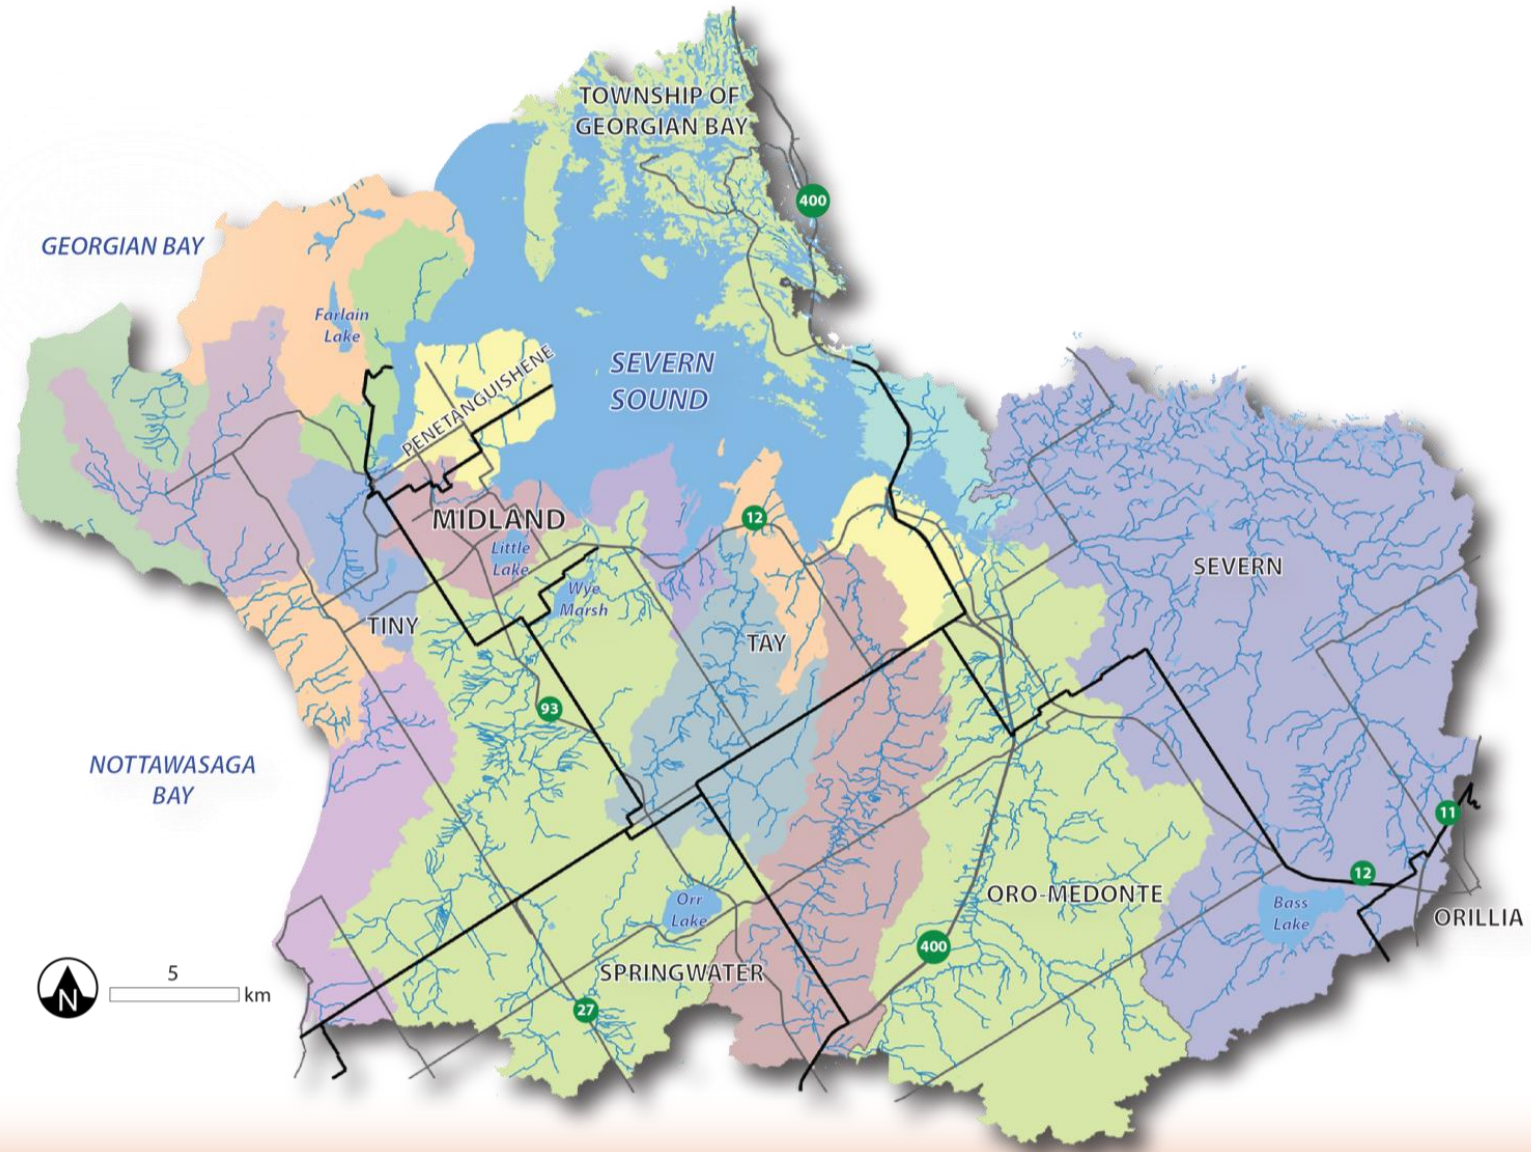 TOWNSHIP OF
GEORGIAN BAY
400
GEORGIAN BAY
Farlain
Lake
PENETANGUISHENE
SEVERN
SOUND
MIDLAND
12
Little
Lake
Wye
Marsh
SEVERN
TINY
TAY
93
NOTTAWASAGA
BAY
11
12
Orr
Lake
ORO-MEDONTE
Bass
Lake
ORILLIA
400
SPRINGWATER
27
N
5
km